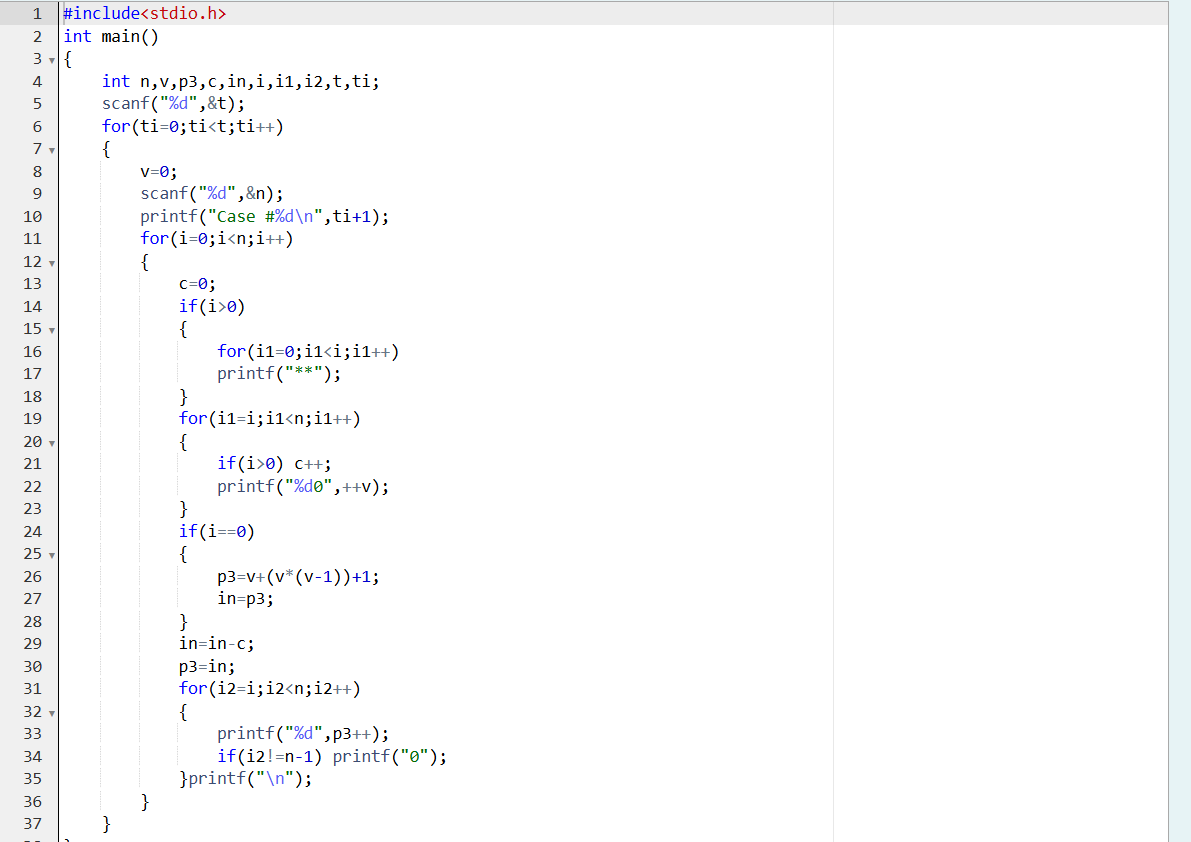 1 #include<stdio.h>
2 int main()
3 {
4     int n,v,p3,c,in,i,i1,i2,t,ti;
5     scanf("%d",&t);
6     for(ti=0;ti<t;ti++)
7     {
8         v=0;
9         scanf("%d",&n);
10         printf("Case #%d\n",ti+1);
11         for(i=0;i<n;i++)
12         {
13             c=0;
14             if(i>0)
15             {
16                 for(i1=0;i1<i;i1++)
17                 printf("**");
18             }
19             for(i1=i;i1<n;i1++)
20             {
21                 if(i>0) c++;
22                 printf("%d0",++v);
23             }
24             if(i==0)
25             {
26                 p3=v+(v*(v-1))+1;
27                 in=p3;
28             }
29             in=in-c;
30             p3=in;
31             for(i2=i;i2<n;i2++)
32             {
33                 printf("%d",p3++);
34                 if(i2!=n-1) printf("0");
35             }printf("\n");
36         }
37     }